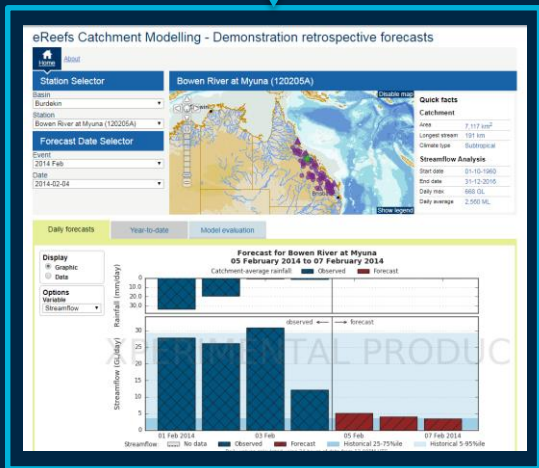 eReefs Catchment Modelling - Demonstration retrospective forecasts
Home
About
Station Selector
Basin
Burdekin
Station
Bowen River at Myuna (120205A)
Forecast Date Selector
Event
2014 Feb
Date
2014-02-04
Bowen River at Myuna (120205A)
Disable map
Darwin
Show legend
Quick facts
Catchment
Area 7,117 km²
Longest stream 191 km
Climate type Subtropical
Streamflow Analysis
Start date 01-10-1960
Daily max 660 GL
Daily average 2,560 ML
Daily forecasts
Year-to-date
Model evaluation
Display
Graphic
Data
Options
Variable
Streamflow
Forecast for Bowen River at Myuna
05 February 2014 to 07 February 2014
Catchment-average rainfall Observed Forecast
Rainfall (mm/day)
0
10.0
20.0
30.0
observed forecast
XPERIMENTAL PRODUC
Streamflow (GL/day)
30
25
20
15
10
5
0
01 Feb 2014 03 Feb 05 Feb 07 Feb 2014
Streamflow: No data Observed Forecast Historical 25-75%ile Historical 5-95%ile